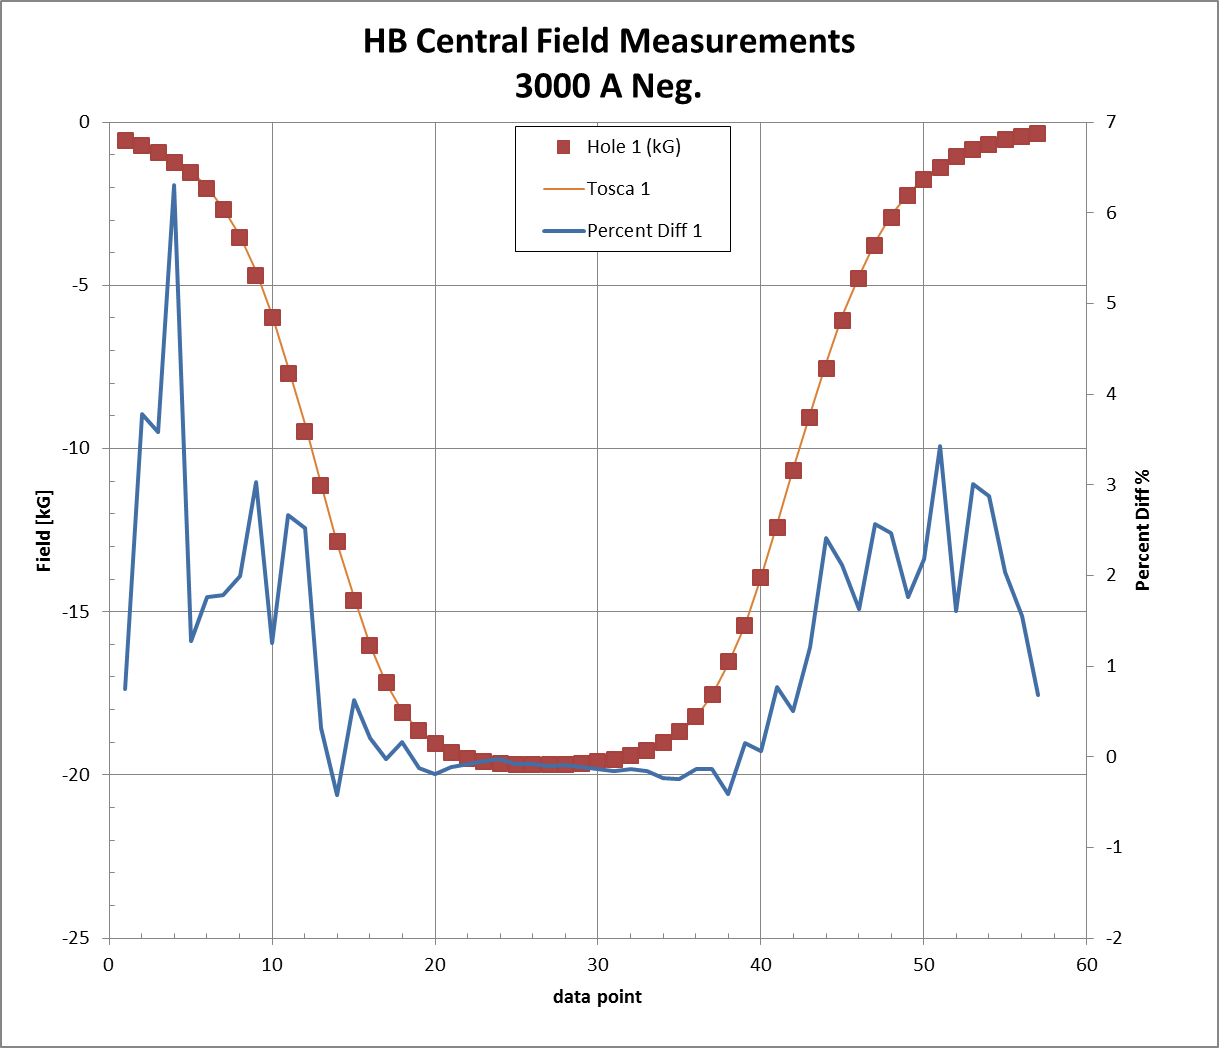 HB Central Field Measurements
3000 A Neg.
Hole 1 (kG)
Tosca 1
Percent Diff 1
0
-5
-10
-15
-20
-25
Field [kG]
7
6
5
4
3
2
1
0
-1
-2
Percent Diff %
0 10 20 30 40 50 60
data point